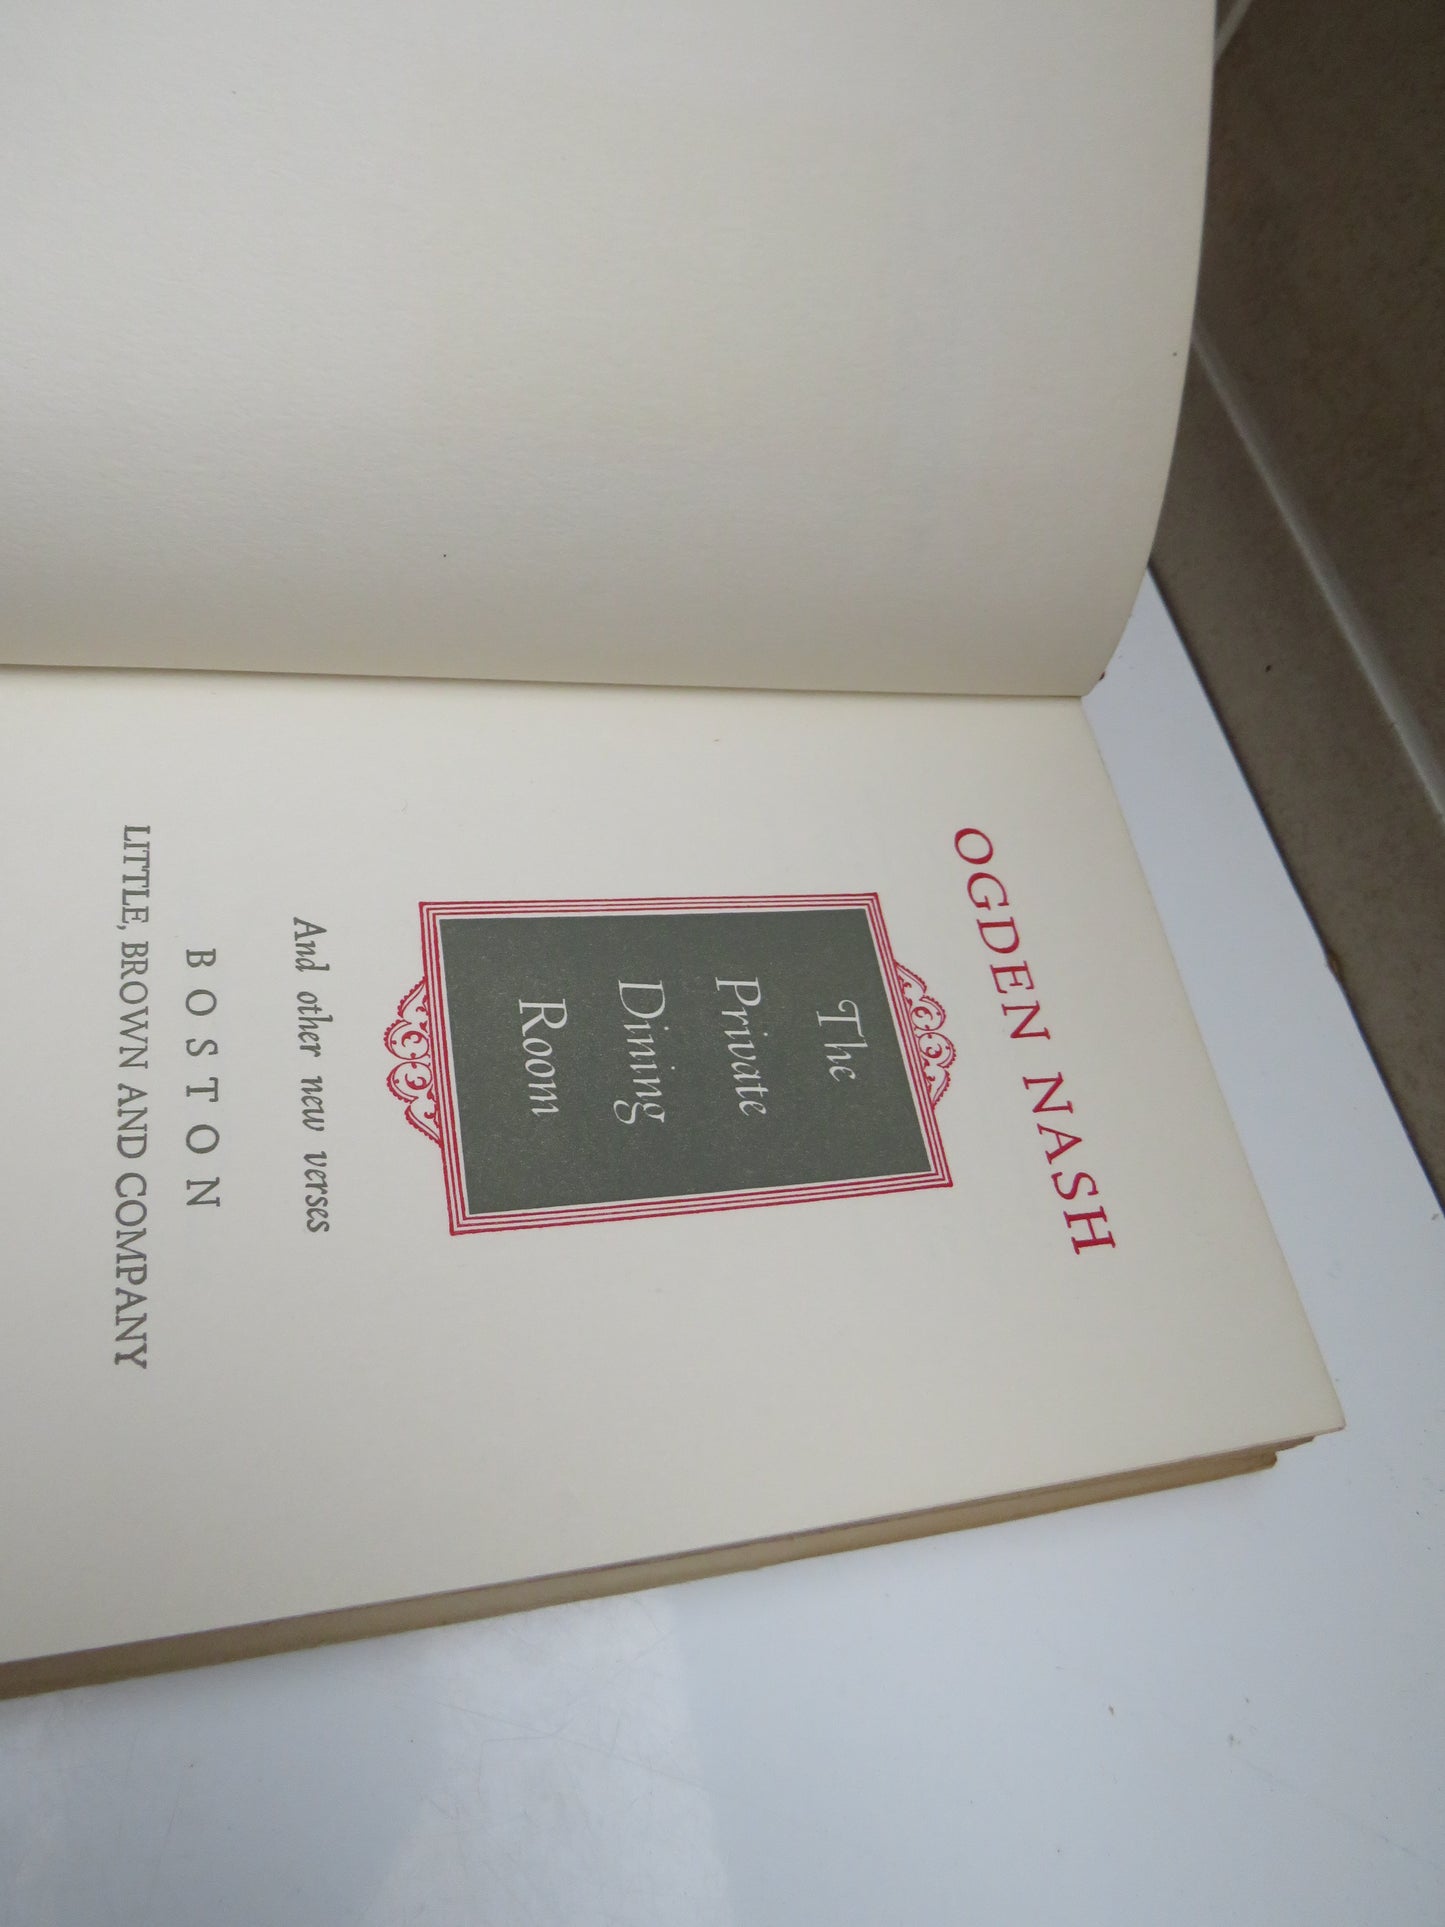 OGDEN NASH
The
Private
Dining
Room
And other new verses
BOSTON
LITTLE, BROWN AND COMPANY